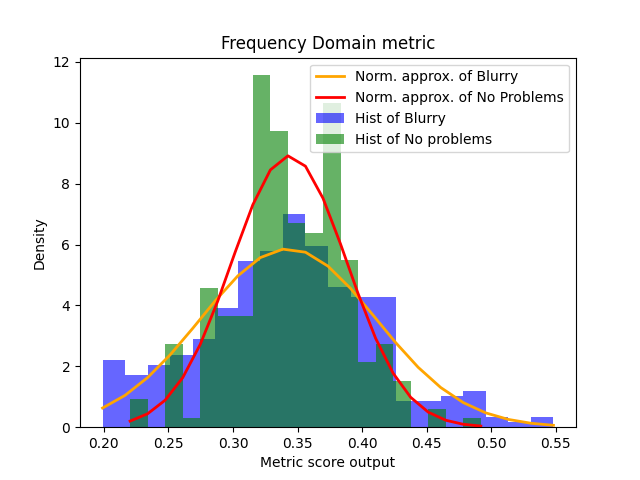 Frequency Domain metric
Norm. approx. of Blurry
Norm. approx. of No Problems
Hist of Blurry
Hist of No problems
12
10
8
6
4
2
0
Density
0.20 0.25 0.30 0.35 0.40 0.45 0.50 0.55
Metric score output